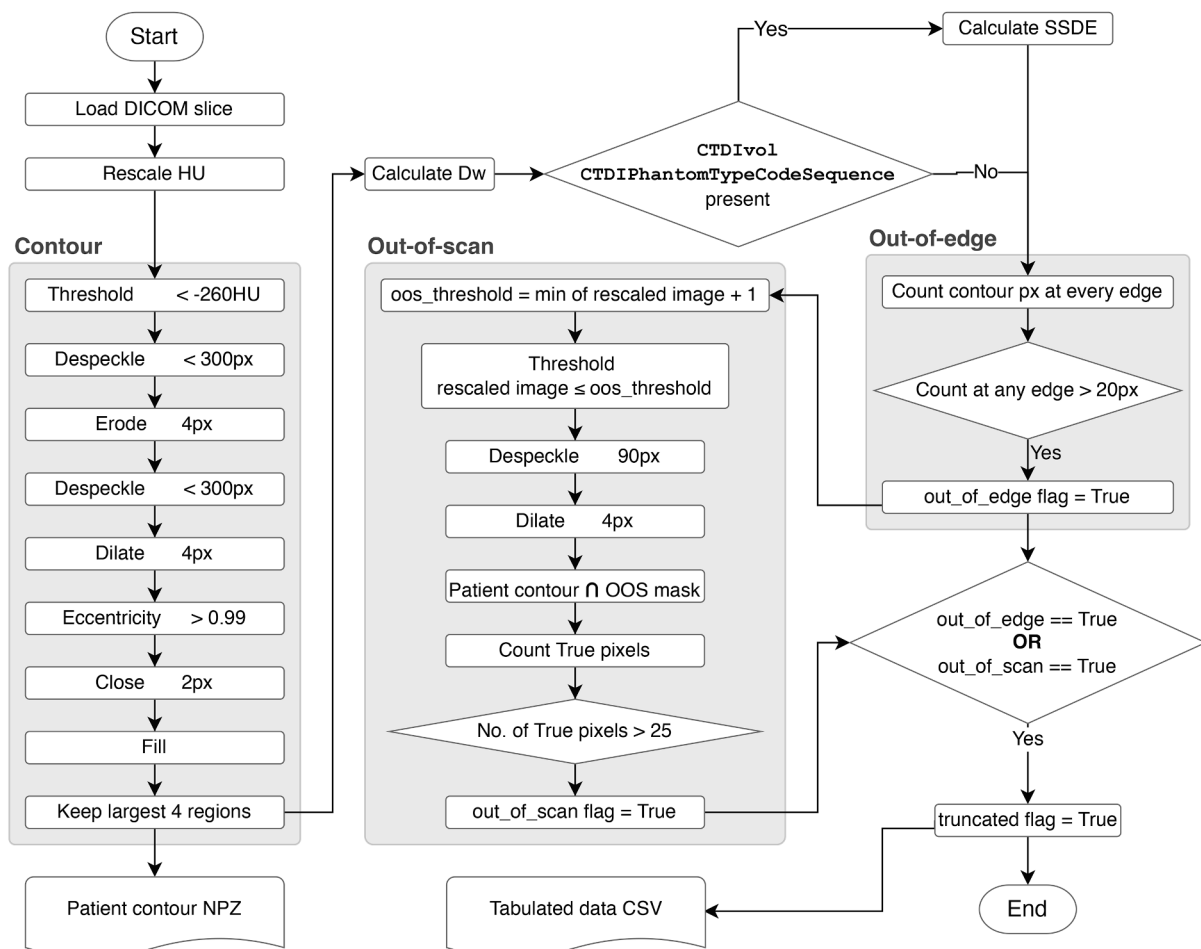 Start
Load DICOM slice
Rescale HU
Contour
Threshold < -260HU
Despeckle < 300px
Erode 4px
Despeckle < 300px
Dilate 4px
Eccentricity > 0.99
Close 2px
Fill
Keep largest 4 regions
Patient contour NPZ
Calculate Dw
CTDIvol
CTDIPhantomTypeCodeSequence
present
Yes
No
Calculate SSDE
Out-of-edge
Count contour px at every edge
Count at any edge > 20px
Yes
out_of_edge flag = True
Out-of-scan
oos_threshold = min of rescaled image + 1
Threshold
rescaled image ≤ oos_threshold
Despeckle 90px
Dilate 4px
Patient contour ∩ OOS mask
Count True pixels
No. of True pixels > 25
out_of_scan flag = True
out_of_edge == True
OR
out_of_scan == True
Yes
truncated flag = True
Tabulated data CSV
End